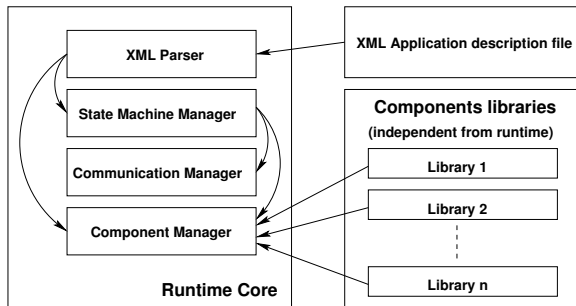 XML Parser
State Machine Manager
Communication Manager
Component Manager
Runtime Core
XML Application description file
Components libraries
(independent from runtime)
Library 1
Library 2
Library n